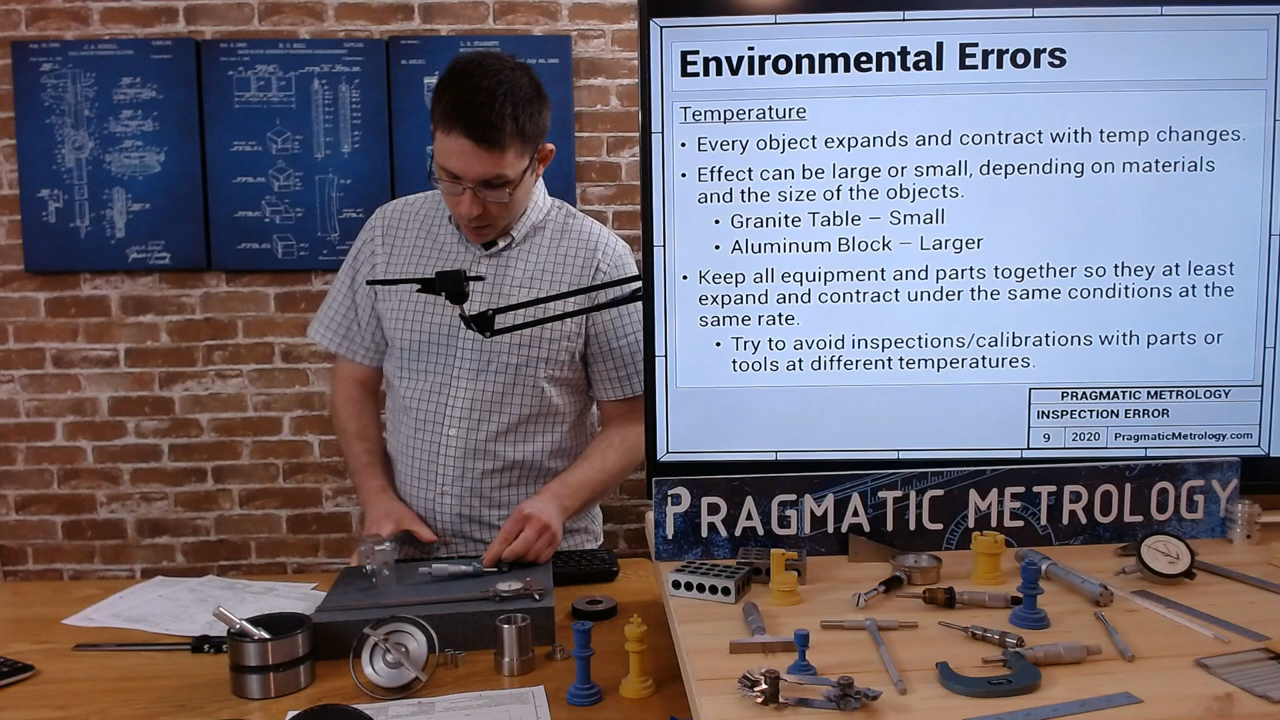 Environmental Errors
Temperature
• Every object expands and contract with temp changes.
• Effect can be large or small, depending on materials
and the size of the objects.
• Granite Table – Small
• Aluminum Block – Larger
• Keep all equipment and parts together so they at least
expand and contract under the same conditions at the
same rate.
• Try to avoid inspections/calibrations with parts or
tools at different temperatures.
PRAGMATIC METROLOGY
INSPECTION ERROR
9 2020 PragmaticMetrology.com
PRAGMATIC METROLOGY